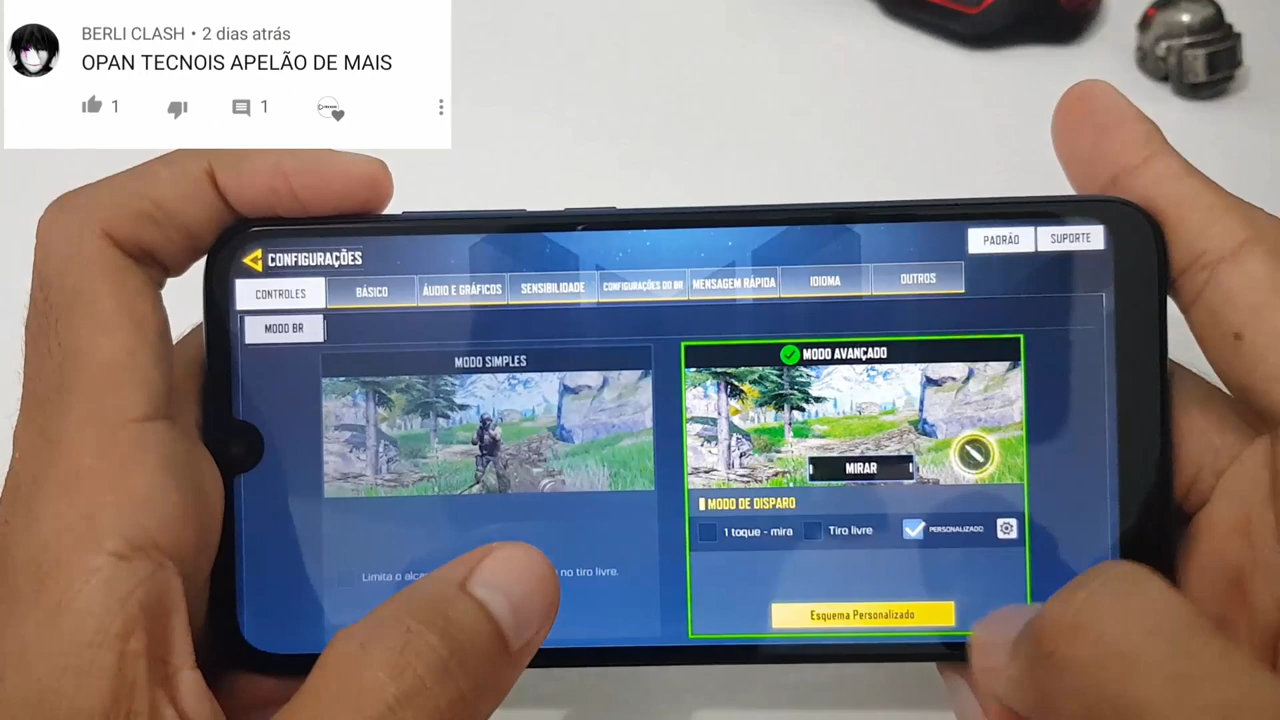 BERLI CLASH • 2 dias atrás
OPAN TECNOIS APELÃO DE MAIS
1
1
PADRÃO
SUPORTE
CONFIGURAÇÕES
CONTROLES
BÁSICO
ÁUDIO E GRÁFICOS
SENSIBILIDADE
CONFIGURAÇÕES DO BR
MENSAGEM RÁPIDA
IDIOMA
OUTROS
MODO BR
MODO SIMPLES
MODO AVANÇADO
MIRAR
MODO DE DISPARO
1 toque - mira
Tiro livre
PERSONALIZADO
Limita o no tiro livre.
Esquema Personalizado